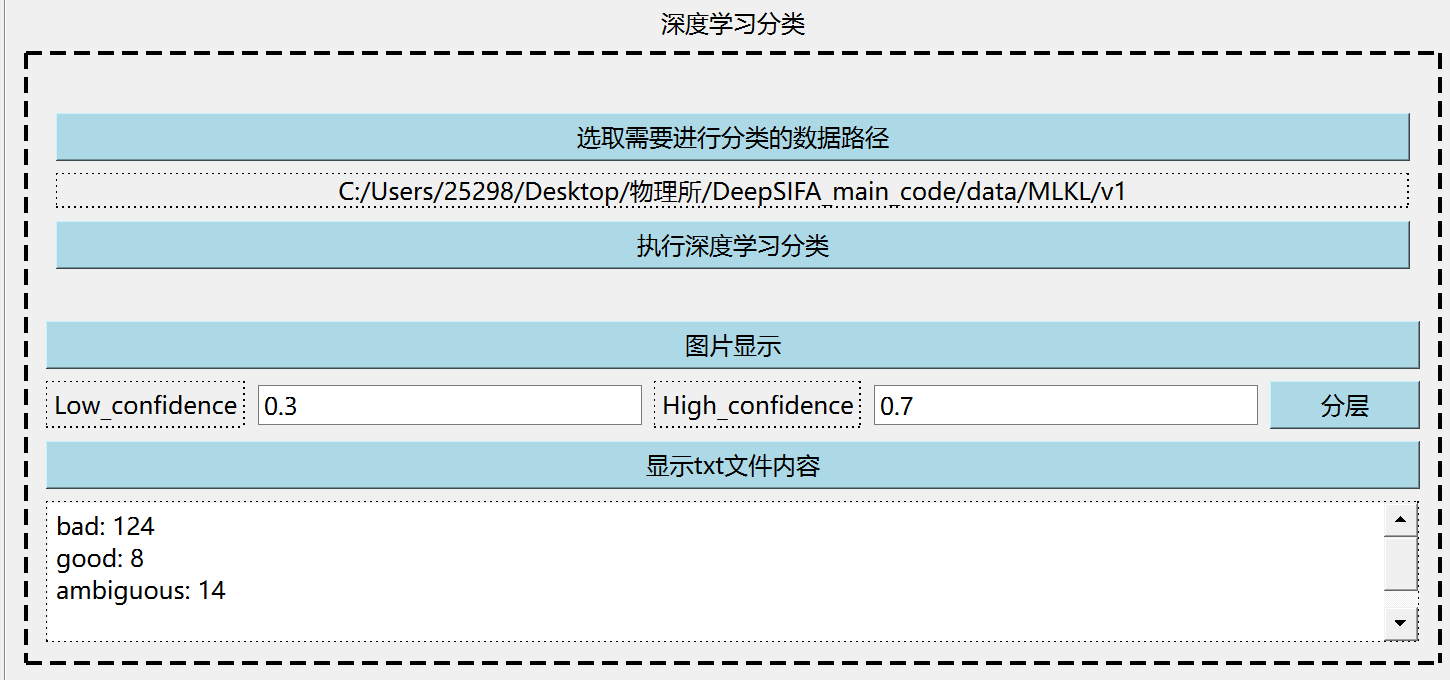 深度学习分类
选取需要进行分类的数据路径
C:/Users/25298/Desktop/物理所/DeepSIFA_main_code/data/MLKL/v1
执行深度学习分类
图片显示
Low_confidence 0.3 High_confidence 0.7 分层
显示txt文件内容
bad: 124
good: 8
ambiguous: 14